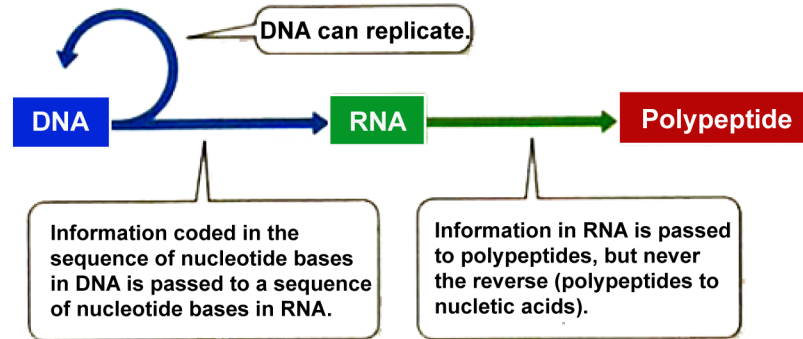 DNA can replicate.
DNA
RNA
Polypeptide
Information coded in the
sequence of nucleotide bases
in DNA is passed to a sequence
of nucleotide bases in RNA.
Information in RNA is passed
to polypeptides, but never
the reverse (polypeptides to
nucletic acids).